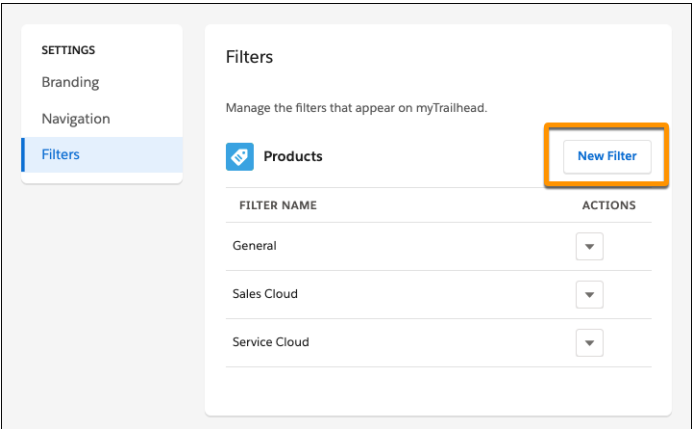 SETTINGS
Branding
Navigation
Filters
Filters
Manage the filters that appear on myTrailhead.
Products
New Filter
FILTER NAME
ACTIONS
General
Sales Cloud
Service Cloud